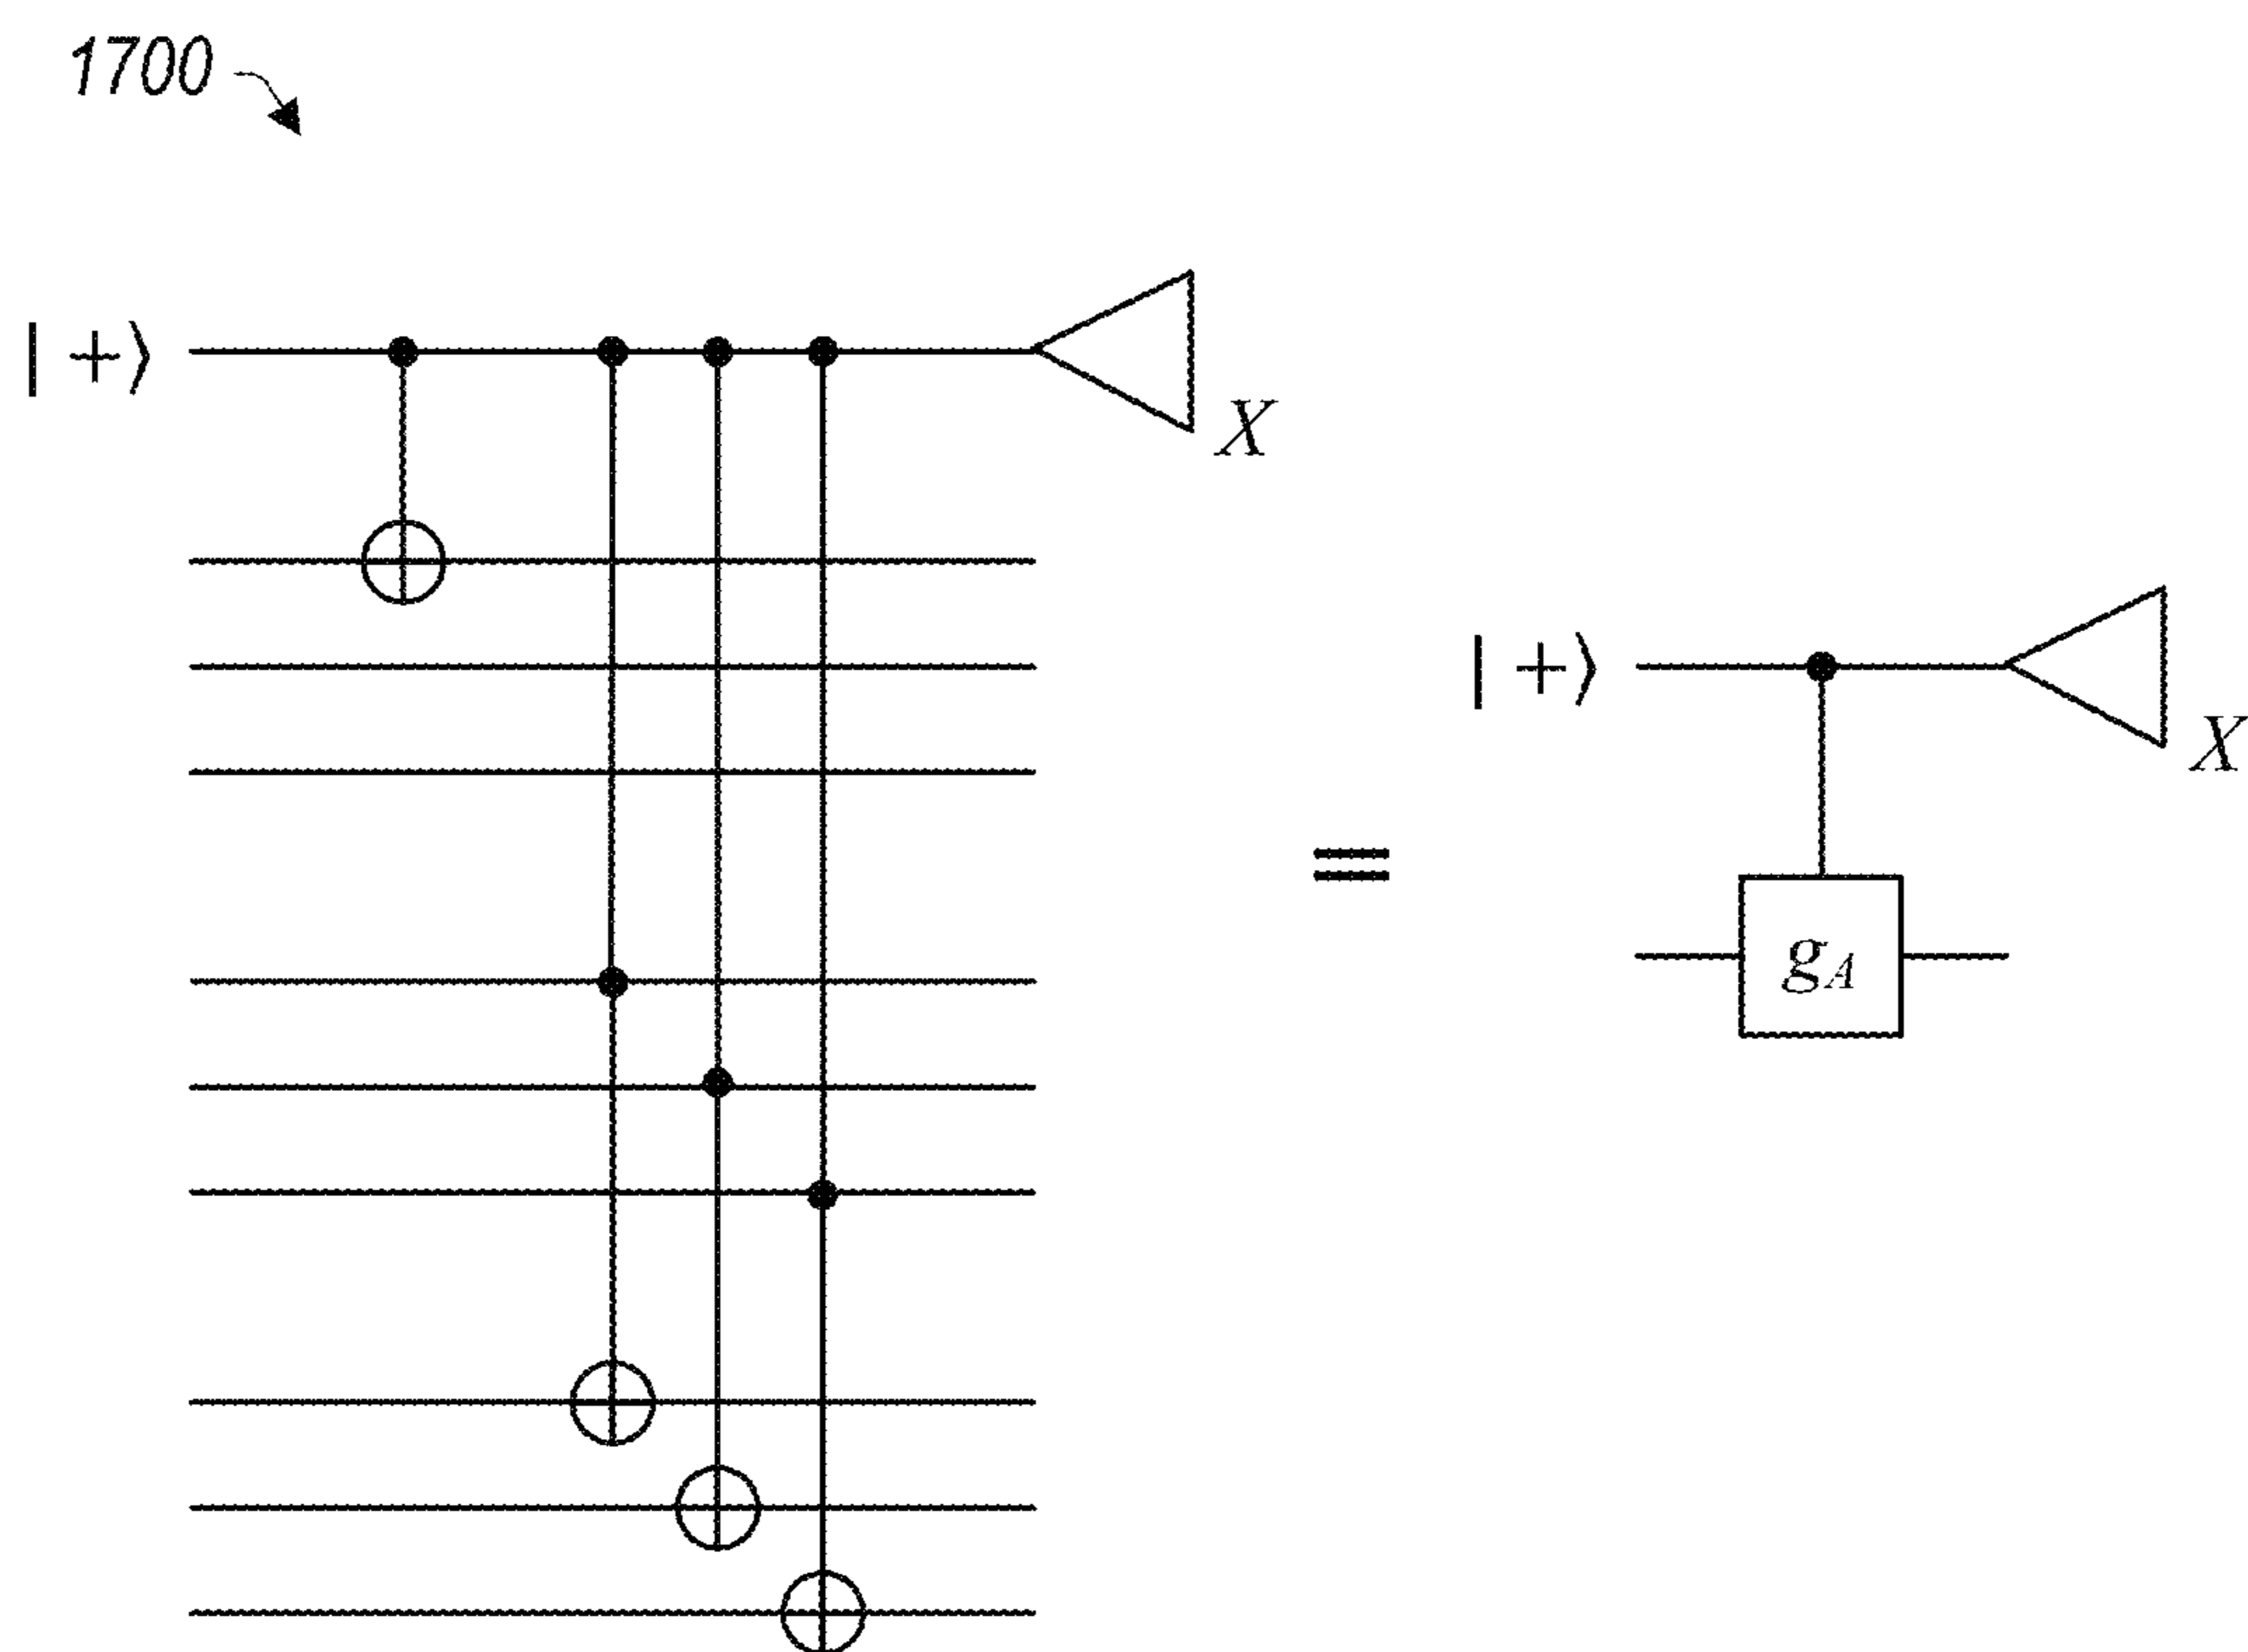 1700
|+⟩
X
=
|+⟩
X
g_A